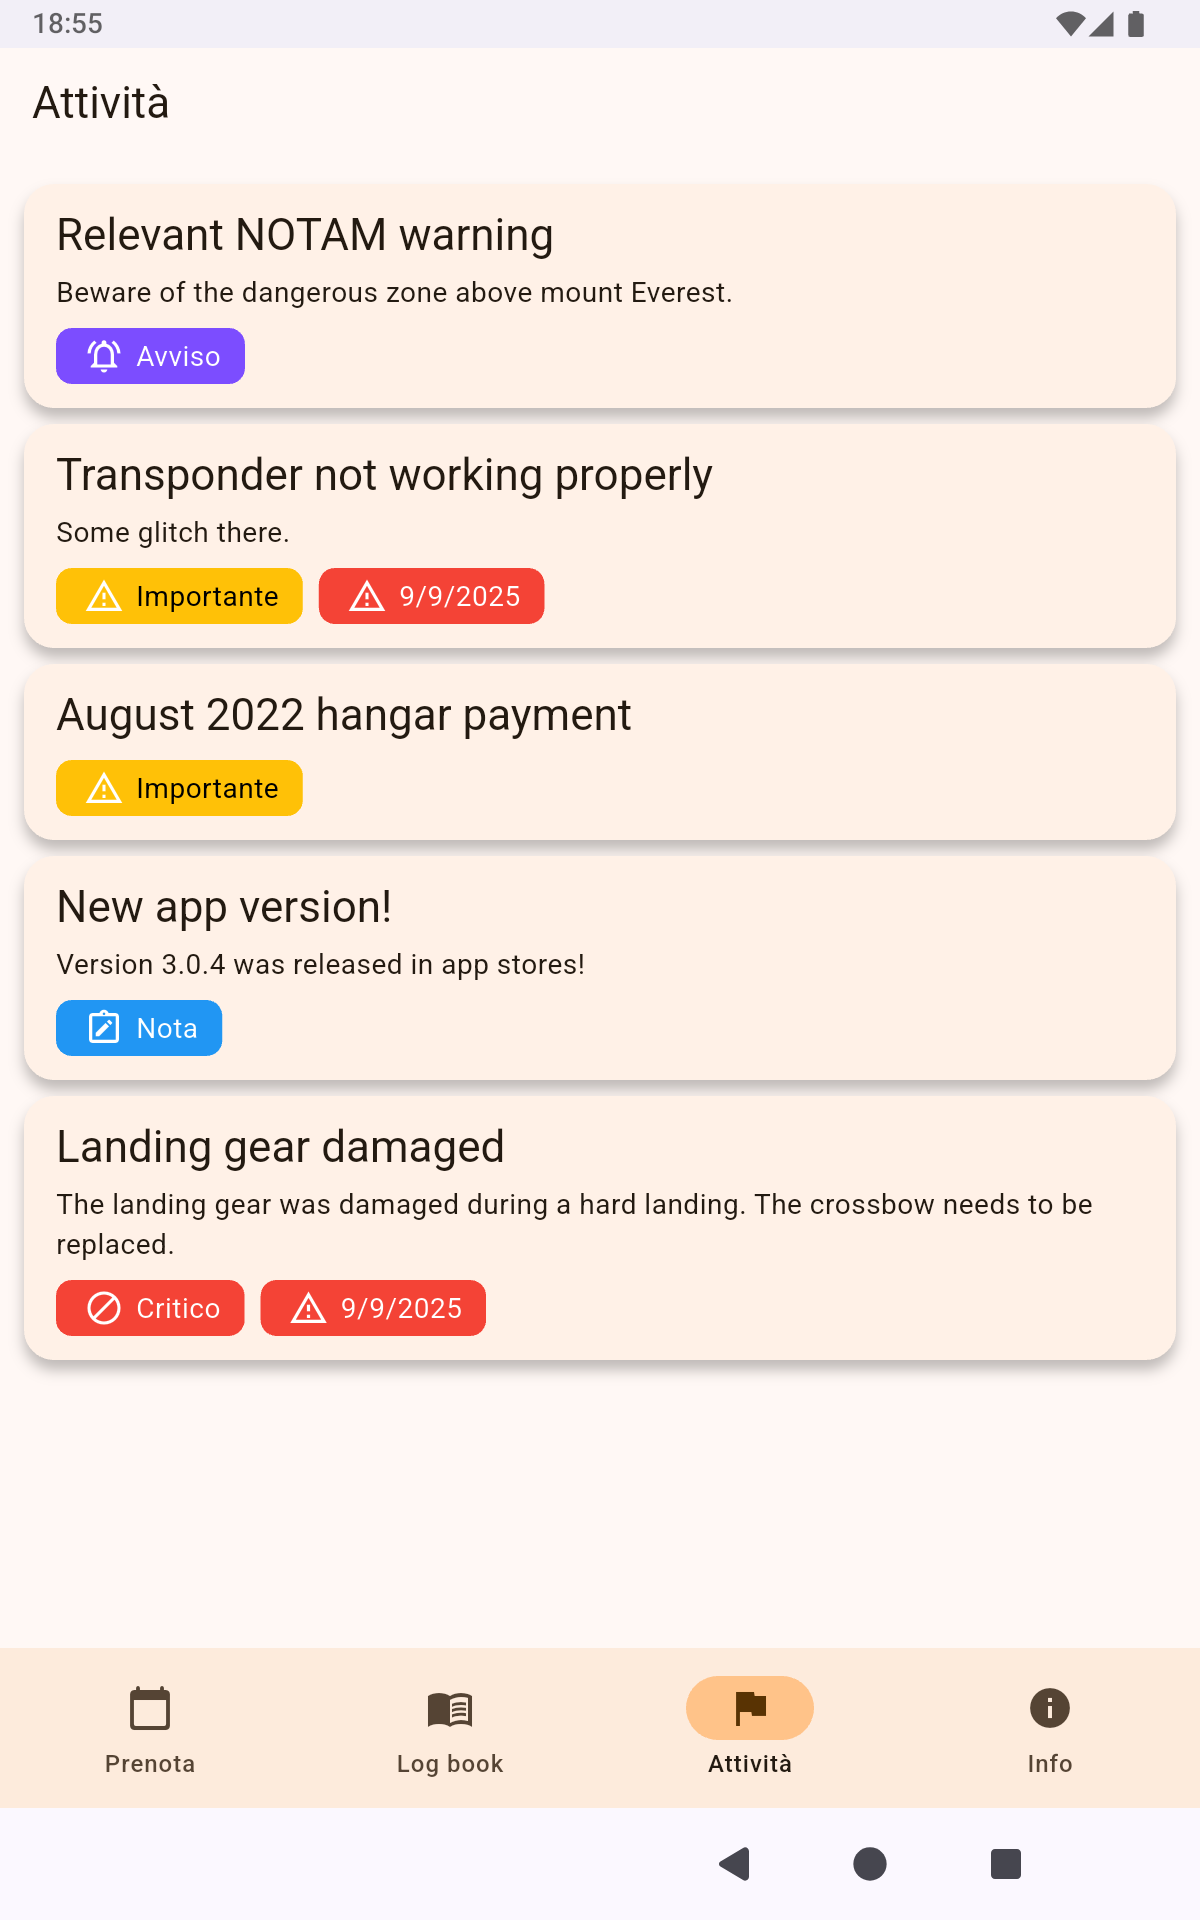 18:55
Attività
Relevant NOTAM warning
Beware of the dangerous zone above mount Everest.
Avviso
Transponder not working properly
Some glitch there.
Importante 9/9/2025
August 2022 hangar payment
Importante
New app version!
Version 3.0.4 was released in app stores!
Nota
Landing gear damaged
The landing gear was damaged during a hard landing. The crossbow needs to be
replaced.
Critico 9/9/2025
Prenota Log book Attività Info